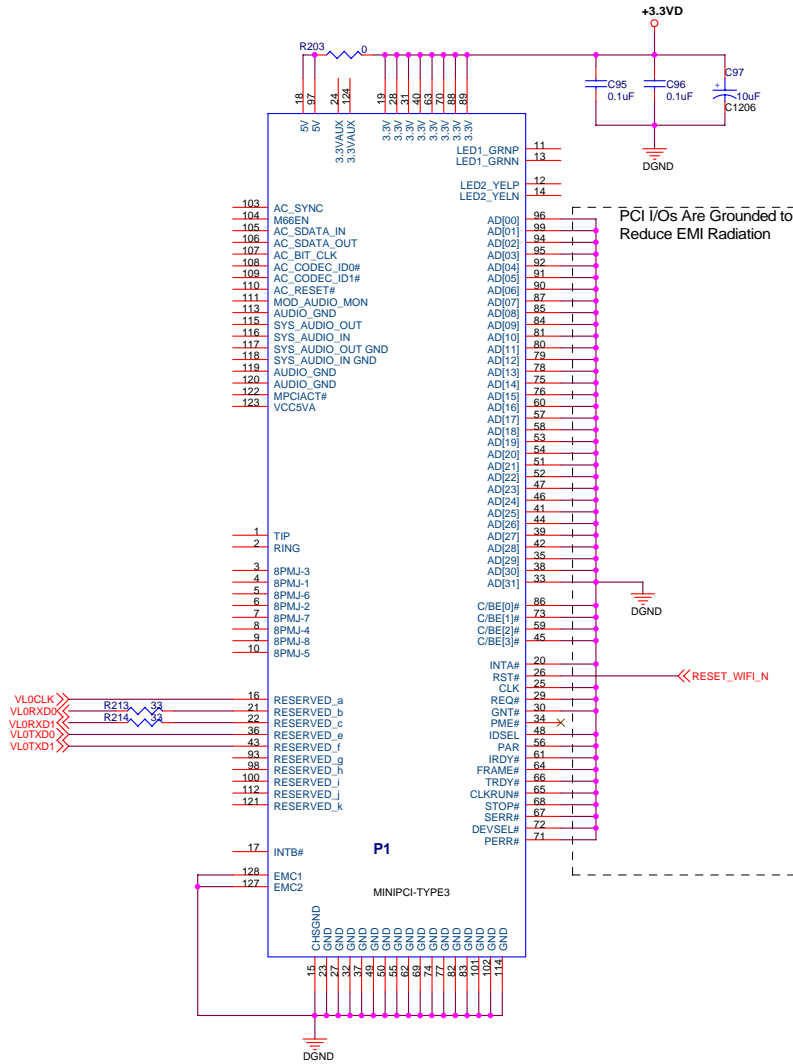 +3.3VD
R203 0
C95
0.1uF
C96
0.1uF
C97
+
10uF
C1206
DGND
18 97 24 124 19 28 31 40 63 70 88 89
5V 5V 3.3VAUX 3.3VAUX 3.3V 3.3V 3.3V 3.3V 3.3V 3.3V 3.3V 3.3V
LED1_GRNP 11
LED1_GRNN 13
LED2_YELP 12
LED2_YELN 14
PCI I/Os Are Grounded to
Reduce EMI Radiation
103 AC_SYNC
104 M66EN
105 AC_SDATA_IN
106 AC_SDATA_OUT
107 AC_BIT_CLK
108 AC_CODEC_ID0#
109 AC_CODEC_ID1#
110 AC_RESET#
111 MOD_AUDIO_MON
113 AUDIO_GND
115 SYS_AUDIO_OUT
116 SYS_AUDIO_IN
117 SYS_AUDIO_OUT GND
118 SYS_AUDIO_IN GND
119 AUDIO_GND
120 AUDIO_GND
122 MPCIACT#
123 VCC5VA
1 TIP
2 RING
3 8PMJ-3
4 8PMJ-1
5 8PMJ-6
6 8PMJ-2
7 8PMJ-7
8 8PMJ-4
9 8PMJ-8
10 8PMJ-5
VL0CLK 16 RESERVED_a
VL0RXD0 R213 33 21 RESERVED_b
VL0RXD1 R214 33 22 RESERVED_c
VL0TXD0 36 RESERVED_e
VL0TXD1 43 RESERVED_f
93 RESERVED_g
98 RESERVED_h
100 RESERVED_i
112 RESERVED_j
121 RESERVED_k
17 INTB#
128 EMC1
127 EMC2
AD[00] 96
AD[01] 99
AD[02] 94
AD[03] 95
AD[04] 92
AD[05] 91
AD[06] 90
AD[07] 87
AD[08] 85
AD[09] 84
AD[10] 81
AD[11] 80
AD[12] 79
AD[13] 78
AD[14] 75
AD[15] 76
AD[16] 60
AD[17] 57
AD[18] 58
AD[19] 53
AD[20] 54
AD[21] 51
AD[22] 52
AD[23] 47
AD[24] 46
AD[25] 41
AD[26] 44
AD[27] 39
AD[28] 42
AD[29] 35
AD[30] 38
AD[31] 33
DGND
C/BE[0]# 86
C/BE[1]# 73
C/BE[2]# 59
C/BE[3]# 45
INTA# 20
RST# 26
RESET_WIFI_N
CLK 25
REQ# 29
GNT# 30
PME# 34
IDSEL 48
PAR 56
IRDY# 61
FRAME# 64
TRDY# 66
CLKRUN# 65
STOP# 68
SERR# 67
DEVSEL# 72
PERR# 71
P1
MINIPCI-TYPE3
CHSGND GND GND GND GND GND GND GND GND GND GND GND GND GND GND GND GND
15 23 27 32 37 49 50 55 62 69 74 77 82 83 101 102 114
DGND